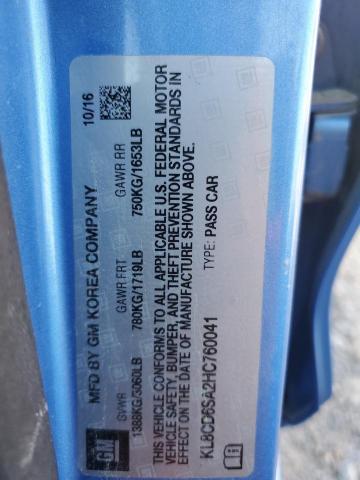 MFD BY GM KOREA COMPANY 10/16
GVWR GAWR FRT GAWR RR
1388KG/3060LB 780KG/1719LB 750KG/1653LB
THIS VEHICLE CONFORMS TO ALL APPLICABLE U.S. FEDERAL MOTOR
VEHICLE SAFETY, BUMPER, AND THEFT PREVENTION STANDARDS IN
EFFECT ON THE DATE OF MANUFACTURE SHOWN ABOVE.
TYPE: PASS CAR
KL8CD6SA2HC760041
GM